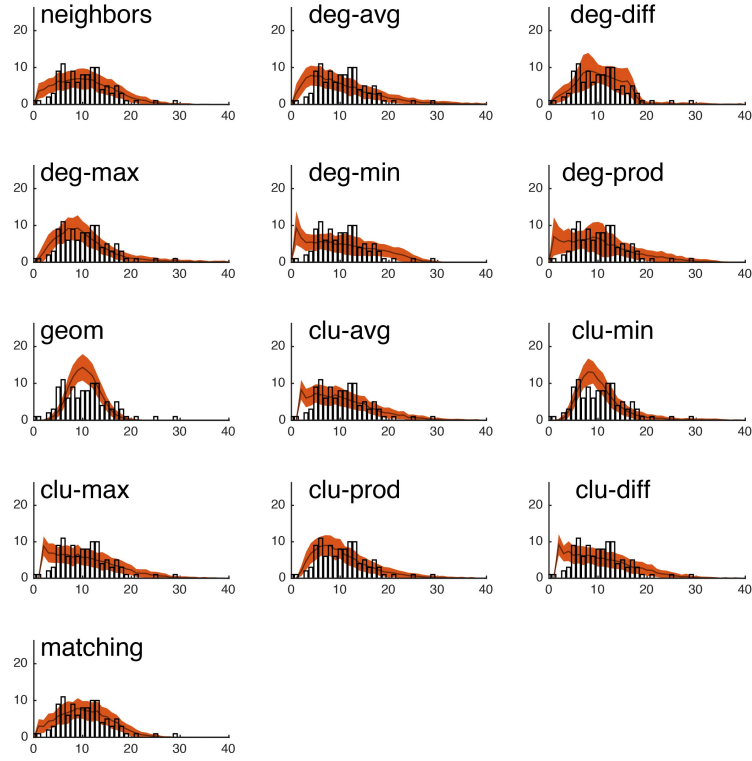 neighbors deg-avg deg-diff
20 20 20
10 10 10
0 0 0
0 10 20 30 40 0 10 20 30 40 0 10 20 30 40
deg-max deg-min deg-prod
20 20 20
10 10 10
0 0 0
0 10 20 30 40 0 10 20 30 40 0 10 20 30 40
geom clu-avg clu-min
20 20 20
10 10 10
0 0 0
0 10 20 30 40 0 10 20 30 40 0 10 20 30 40
clu-max clu-prod clu-diff
20 20 20
10 10 10
0 0 0
0 10 20 30 40 0 10 20 30 40 0 10 20 30 40
matching
20
10
0
0 10 20 30 40